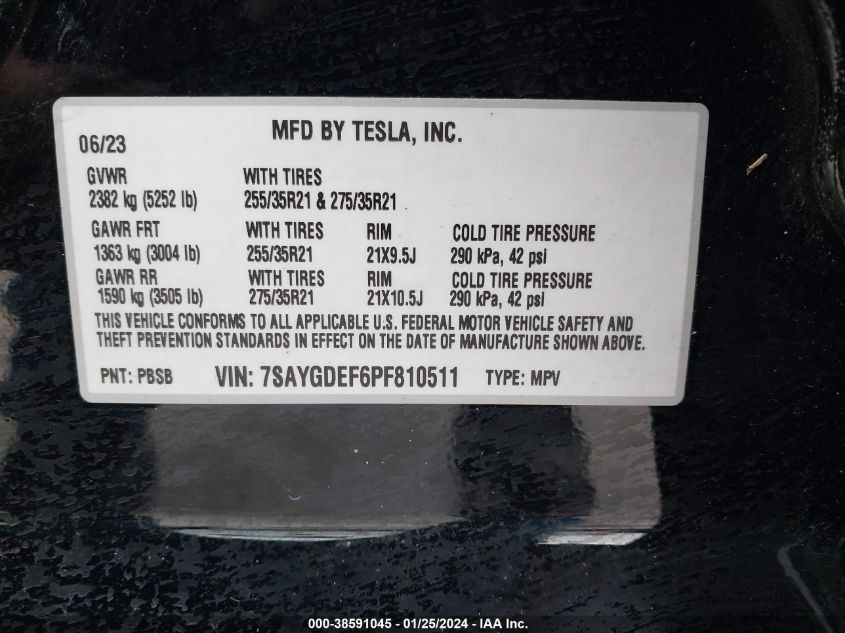 06/23 MFD BY TESLA, INC.
GVWR WITH TIRES
2382 kg (5252 lb) 255/35R21 & 275/35R21
GAWR FRT WITH TIRES RIM COLD TIRE PRESSURE
1363 kg (3004 lb) 255/35R21 21X9.5J 290 kPa, 42 psi
GAWR RR WITH TIRES RIM COLD TIRE PRESSURE
1590 kg (3505 lb) 275/35R21 21X10.5J 290 kPa, 42 psi
THIS VEHICLE CONFORMS TO ALL APPLICABLE U.S. FEDERAL MOTOR VEHICLE SAFETY AND
THEFT PREVENTION STANDARDS IN EFFECT ON THE DATE OF MANUFACTURE SHOWN ABOVE.
PNT: PBSB VIN: 7SAYGDEF6PF810511 TYPE: MPV
000-38591045 - 01/25/2024 - IAA Inc.